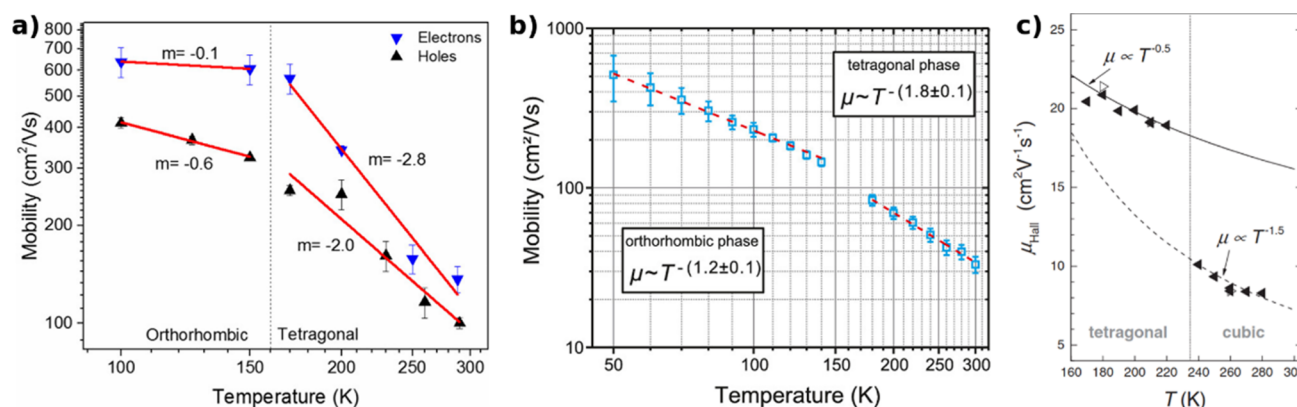 a)
800
700
600
500
400
300
200
100
Mobility (cm²/Vs)
m= -0.1
m= -0.6
m= -2.8
m= -2.0
Electrons
Holes
Orthorhombic
Tetragonal
100
150
200
250
300
Temperature (K)
b)
1000
100
10
Mobility (cm²/Vs)
tetragonal phase
μ~T-(1.8±0.1)
orthorhombic phase
μ~T-(1.2±0.1)
50
100
150
200
250
300
Temperature (K)
c)
25
20
15
10
5
μHall (cm²V⁻¹s⁻¹)
μ ∝ T-0.5
μ ∝ T-1.5
tetragonal
cubic
160
180
200
220
240
260
280
T (K)